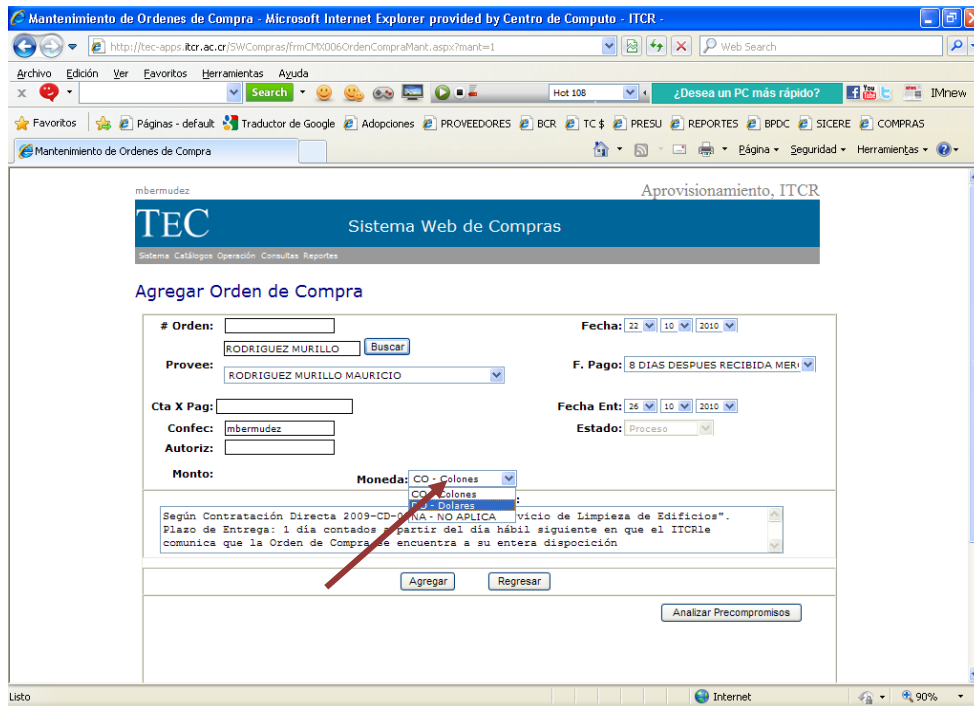 Mantenimiento de Ordenes de Compra - Microsoft Internet Explorer provided by Centro de Computo - ITCR -
http://tec-apps.itcr.ac.cr/SWCompras/frmCMX006OrdenCompraMant.aspx?mant=1
Web Search
Archivo Edición Ver Favoritos Herramientas Ayuda
x Search Hot 108 ¿Desea un PC más rápido? IMnew
Favoritos Páginas - default Traductor de Google Adopciones PROVEEDORES BCR TC $ PRESU REPORTES BPDC SICERE COMPRAS
Mantenimiento de Ordenes de Compra Página Seguridad Herramientas
mbermudez Aprovisionamiento, ITCR
TEC Sistema Web de Compras
Sistema Catálogos Operación Consultas Reportes
Agregar Orden de Compra
# Orden: Fecha: 22 10 2010
RODRIGUEZ MURILLO Buscar
Provee: F. Pago: 8 DIAS DESPUES RECIBIDA MER
RODRIGUEZ MURILLO MAURICIO
Cta X Pag: Fecha Ent: 26 10 2010
Confec: mbermudez Estado: Proceso
Autoriz:
Monto: Moneda: CO - Colones
CO - Colones
- Dolares
NA - NO APLICA
Según Contratación Directa 2009-CD-0 vicio de Limpieza de Edificios".
Plazo de Entrega: 1 día contados a partir del día hábil siguiente en que el ITCRle
comunica que la Orden de Compra se encuentra a su entera disposción
Agregar Regresar
Analizar Precompromisos
Listo Internet 90%